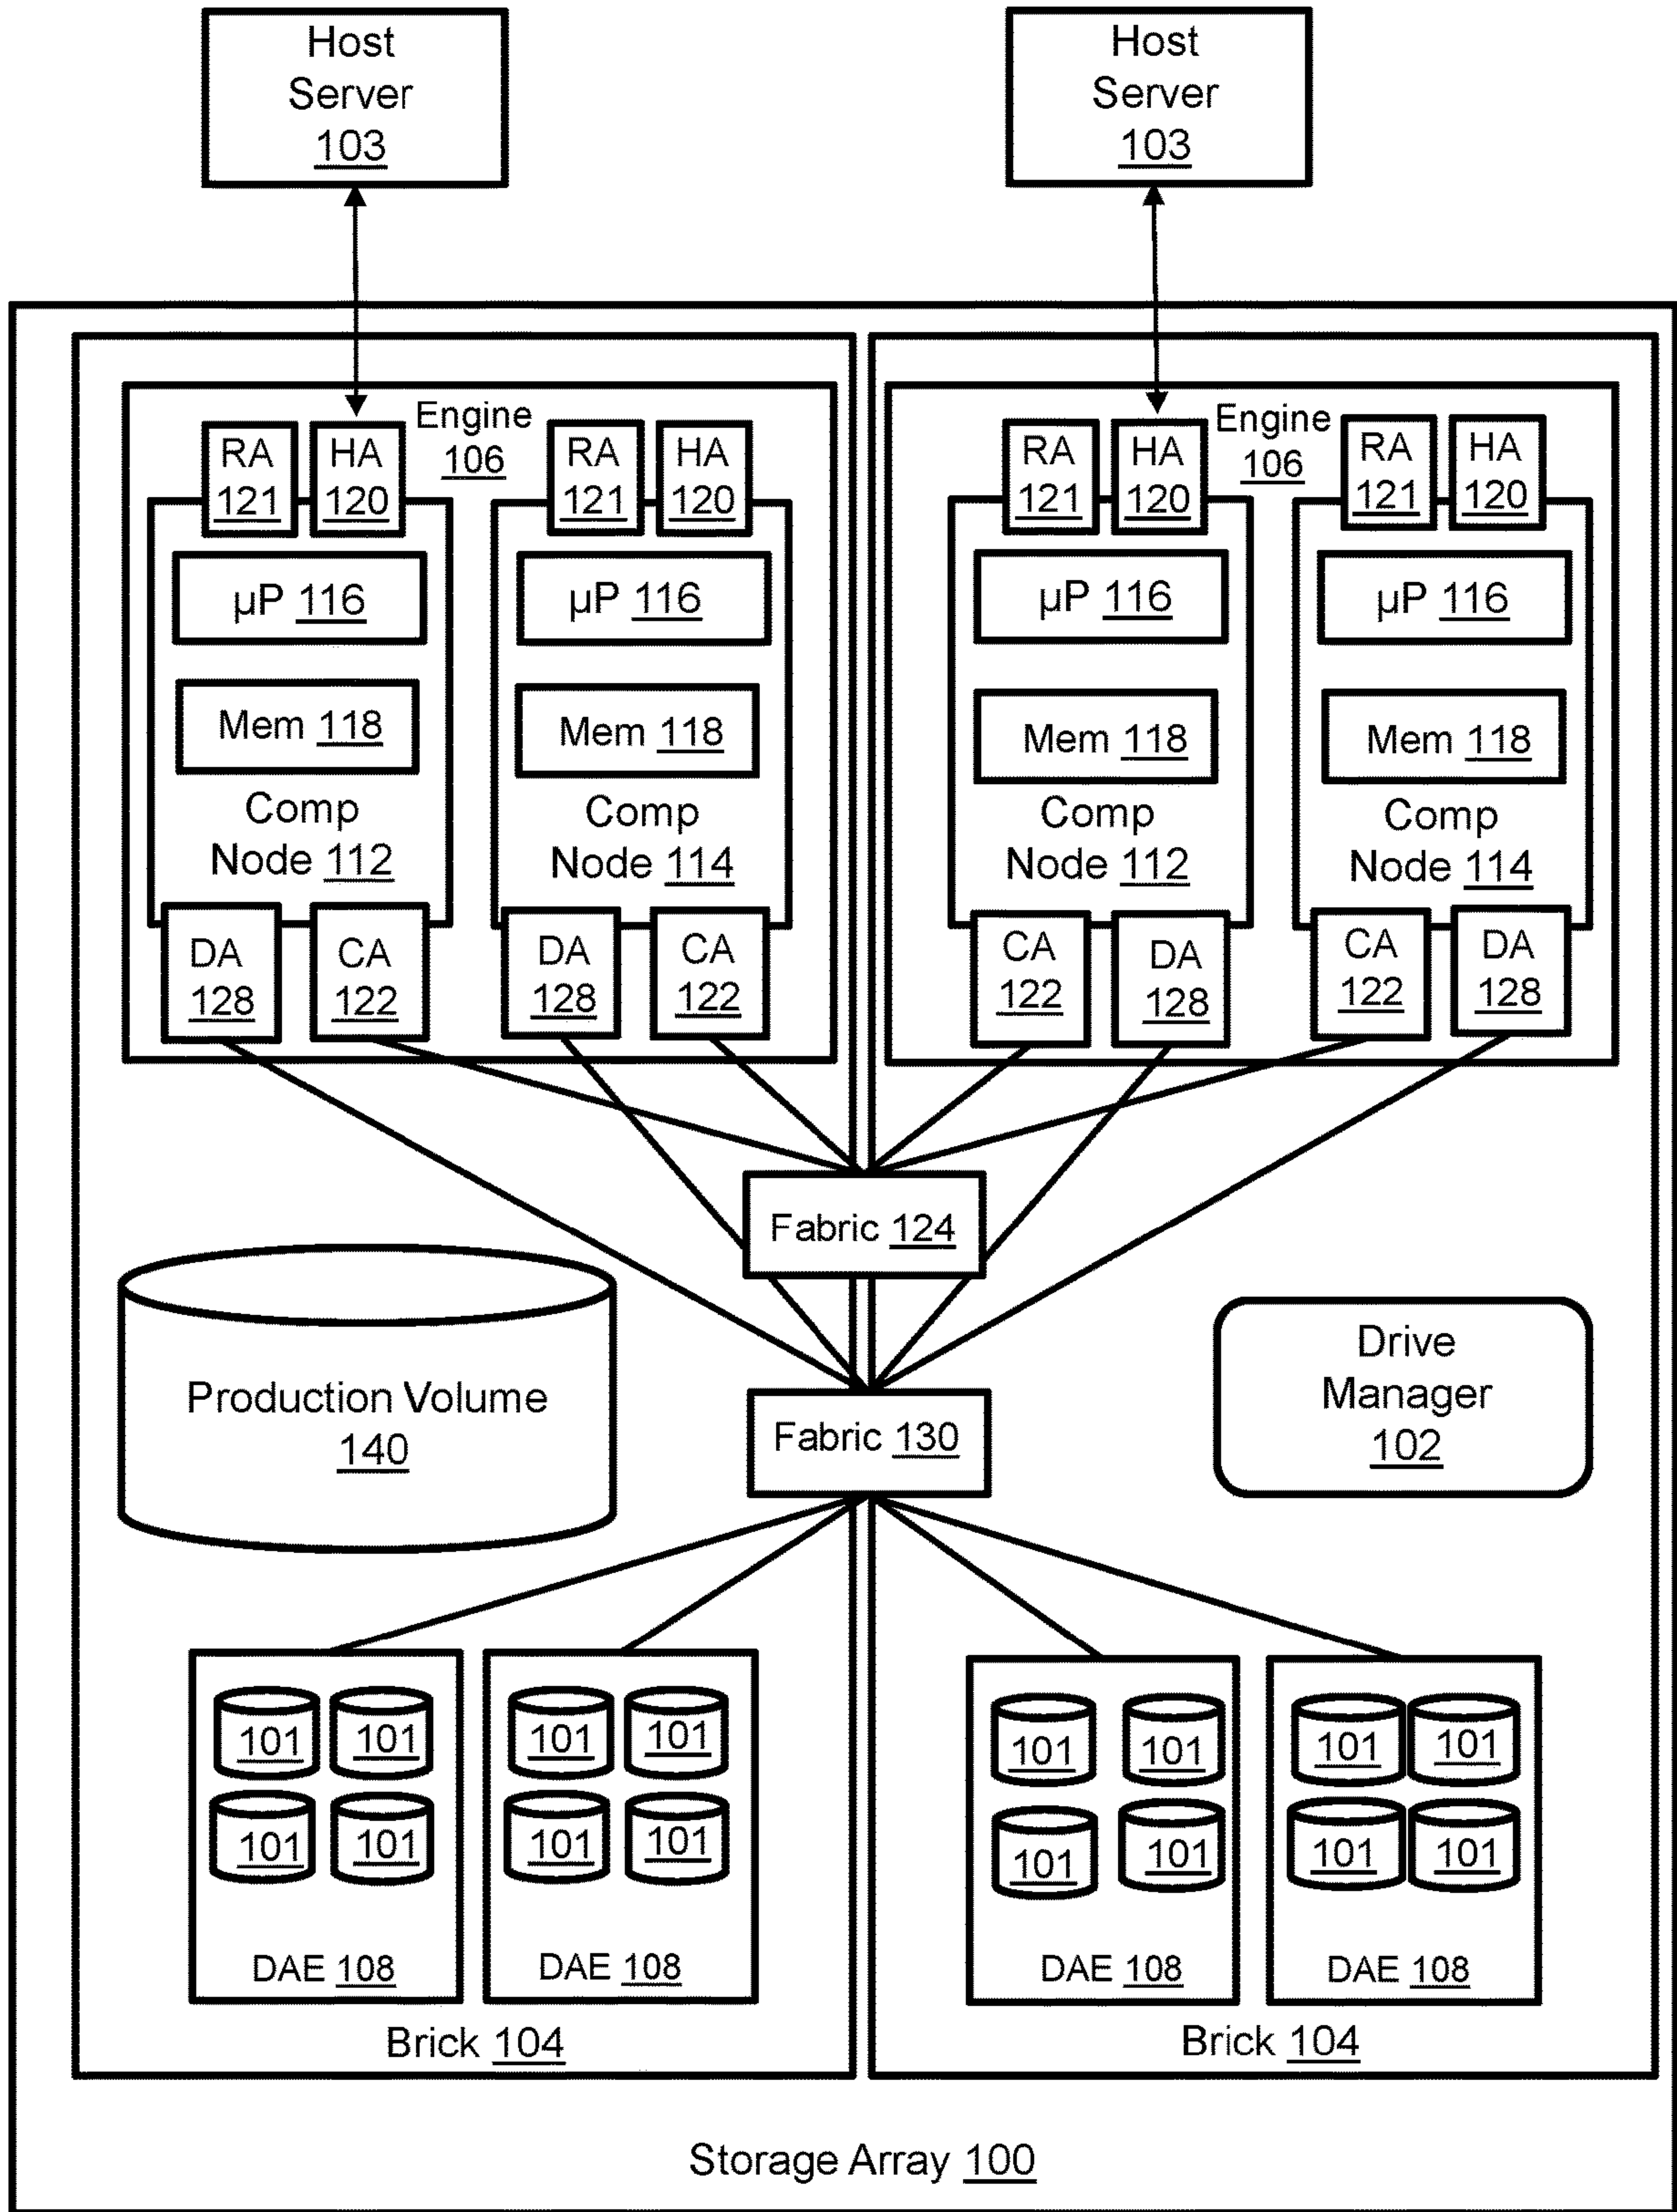 Host
Server
103
Host
Server
103
Engine
106
RA
121
HA
120
RA
121
HA
120
µP 116
µP 116
Mem 118
Mem 118
Comp
Node 112
Comp
Node 114
DA
128
CA
122
DA
128
CA
122
Engine
106
RA
121
HA
120
RA
121
HA
120
µP 116
µP 116
Mem 118
Mem 118
Comp
Node 112
Comp
Node 114
CA
122
DA
128
CA
122
DA
128
Fabric 124
Production Volume
140
Fabric 130
Drive
Manager
102
101
101
101
101
DAE 108
101
101
101
101
DAE 108
101
101
101
101
DAE 108
101
101
101
101
DAE 108
Brick 104
Brick 104
Storage Array 100